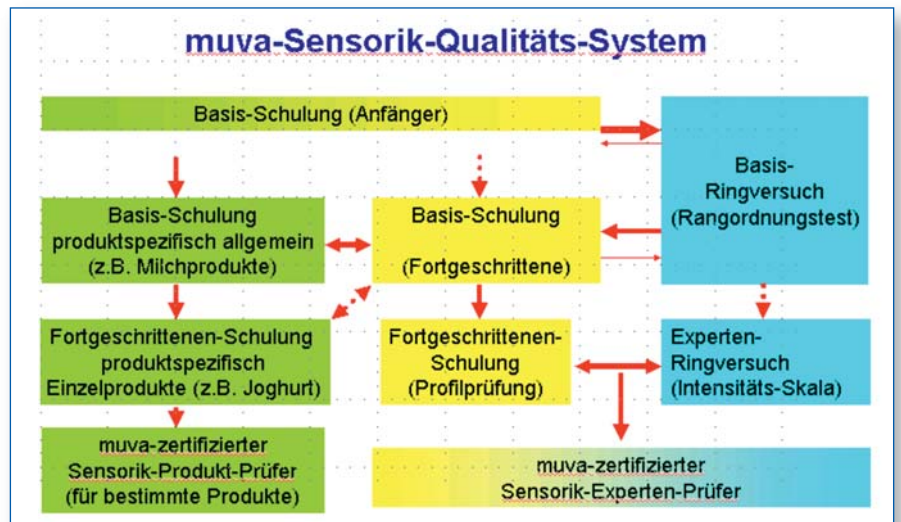 muva-Sensorik-Qualitäts-System
Basis-Schulung (Anfänger)
Basis-
Ringversuch
(Rangordnungstest)
Basis-Schulung
produktspezifisch allgemein
(z.B. Milchprodukte)
Basis-Schulung
(Fortgeschrittene)
Fortgeschrittenen-Schulung
produktspezifisch
Einzelprodukte (z.B. Joghurt)
Fortgeschrittenen-
Schulung
(Profilprüfung)
Experten-
Ringversuch
(Intensitäts-Skala)
muva-zertifizierter
Sensorik-Produkt-Prüfer
(für bestimmte Produkte)
muva-zertifizierter
Sensorik-Experten-Prüfer